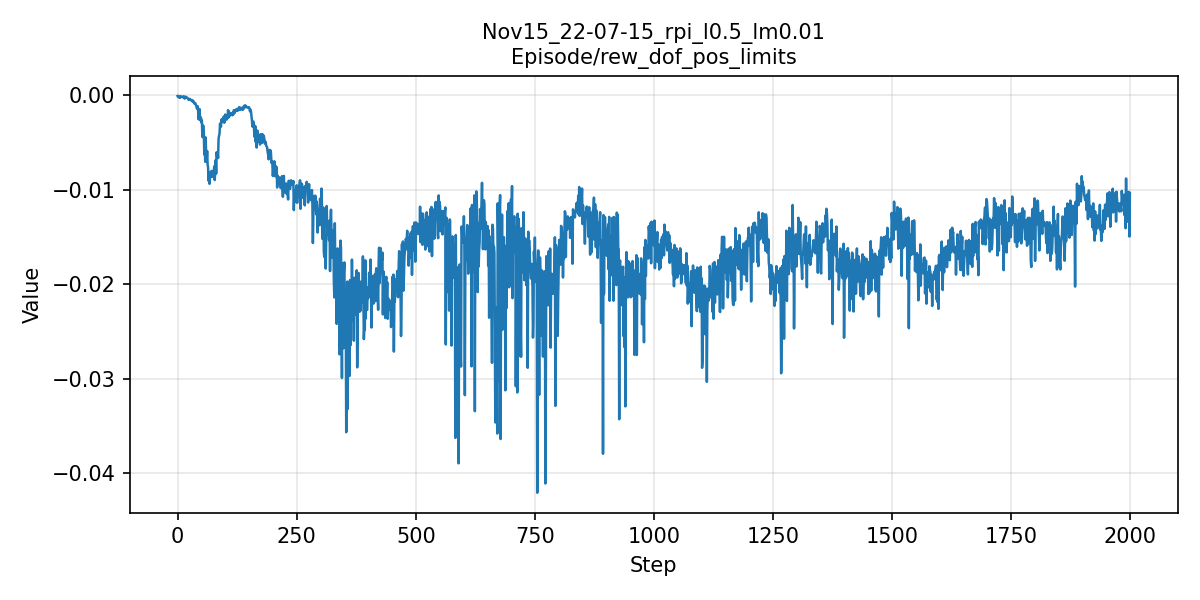 Nov15_22-07-15_rpi_l0.5_lm0.01
Episode/rew_dof_pos_limits
0.00
−0.01
−0.02
−0.03
−0.04
Value
0 250 500 750 1000 1250 1500 1750 2000
Step